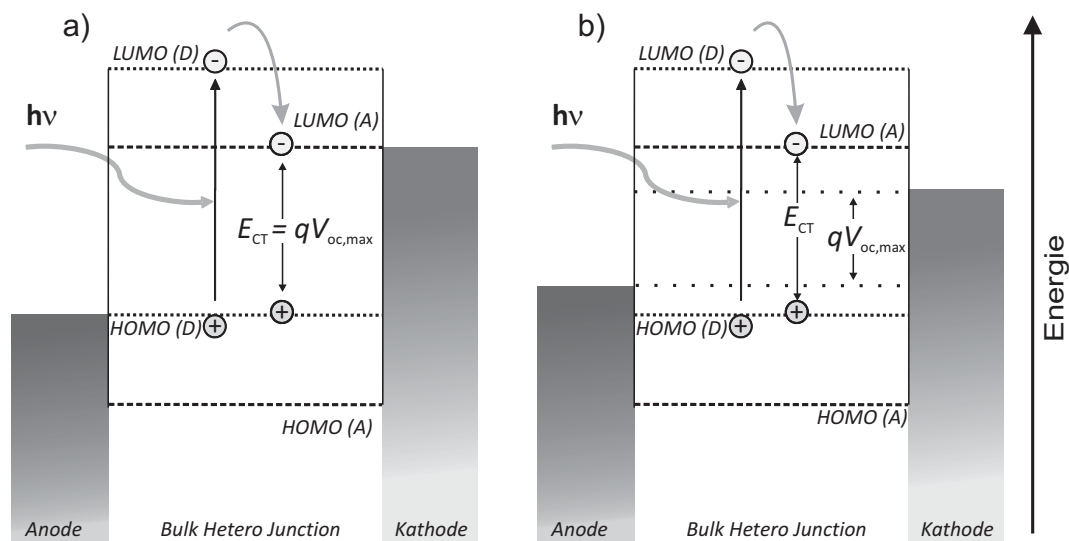 a)
LUMO (D)
-
hν
LUMO (A)
-
E_CT = qV_oc,max
+
HOMO (D)
+
HOMO (A)
Anode
Bulk Hetero Junction
Kathode
b)
LUMO (D)
-
hν
LUMO (A)
-
E_CT
qV_oc,max
+
HOMO (D)
+
HOMO (A)
Anode
Bulk Hetero Junction
Kathode
Energie